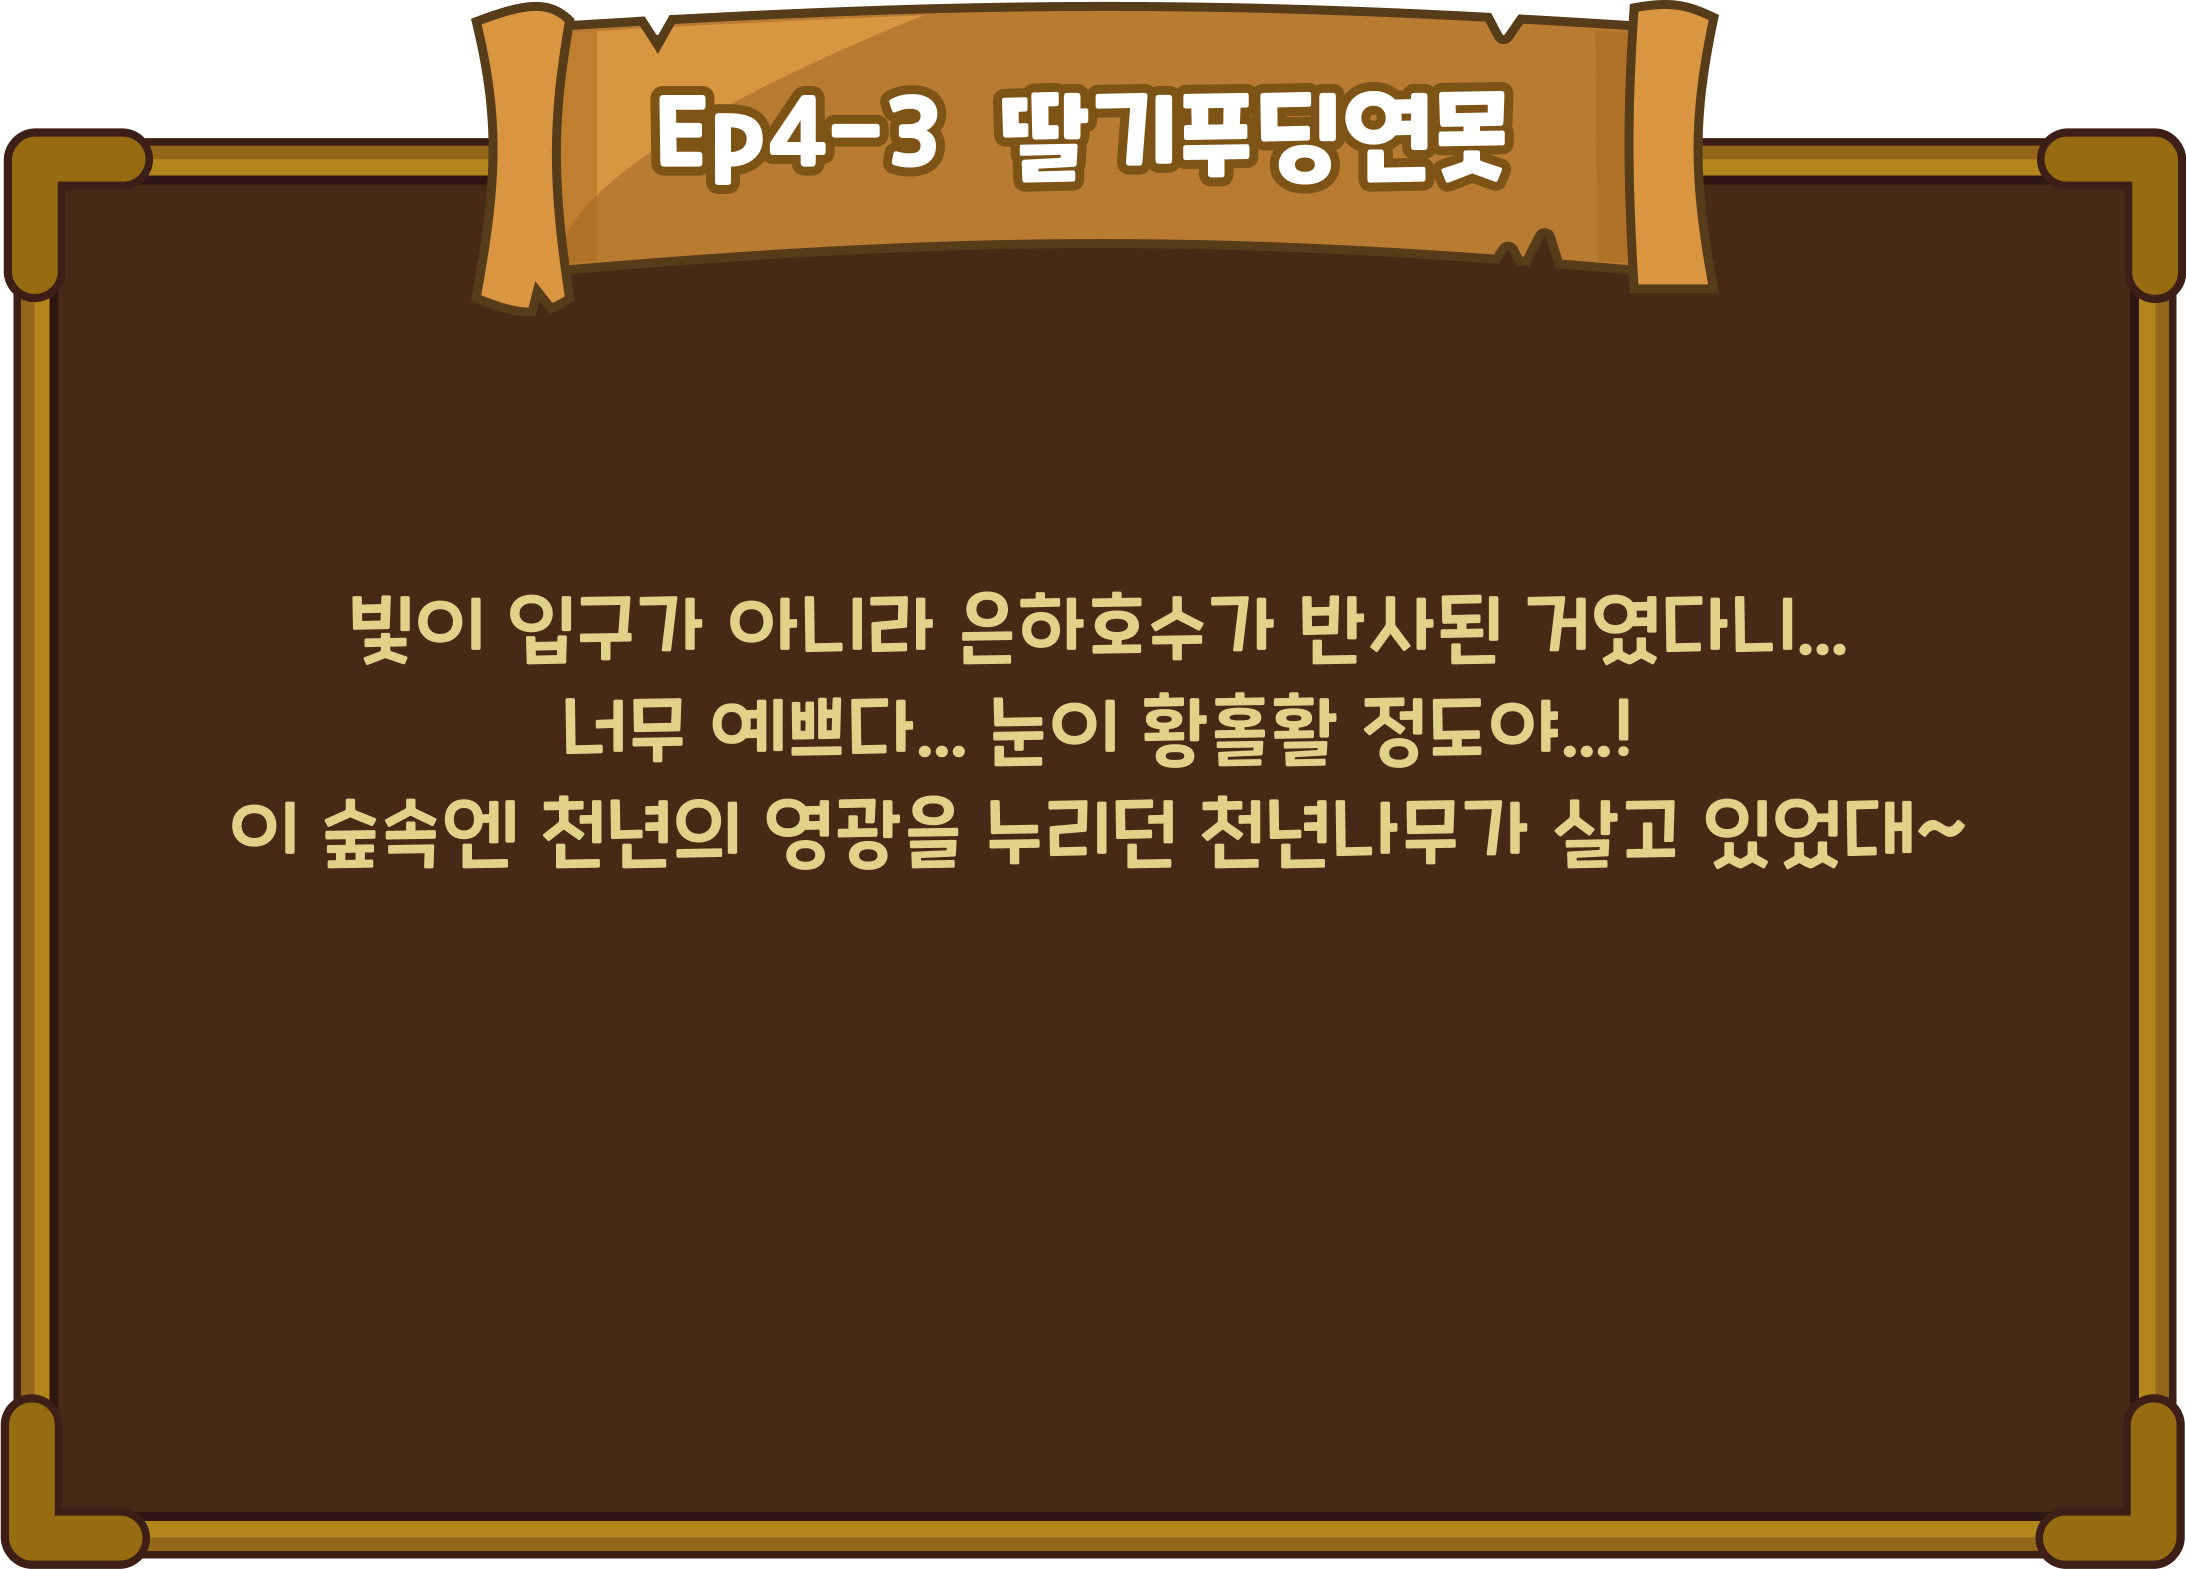 Ep4-3 딸기푸딩연못
빛이 입구가 아니라 은하호수가 반사된 거였다니...
너무 예쁘다... 눈이 황홀활 정도야...!
이 숲속엔 천년의 영광을 누리던 천년나무가 살고 있었대~